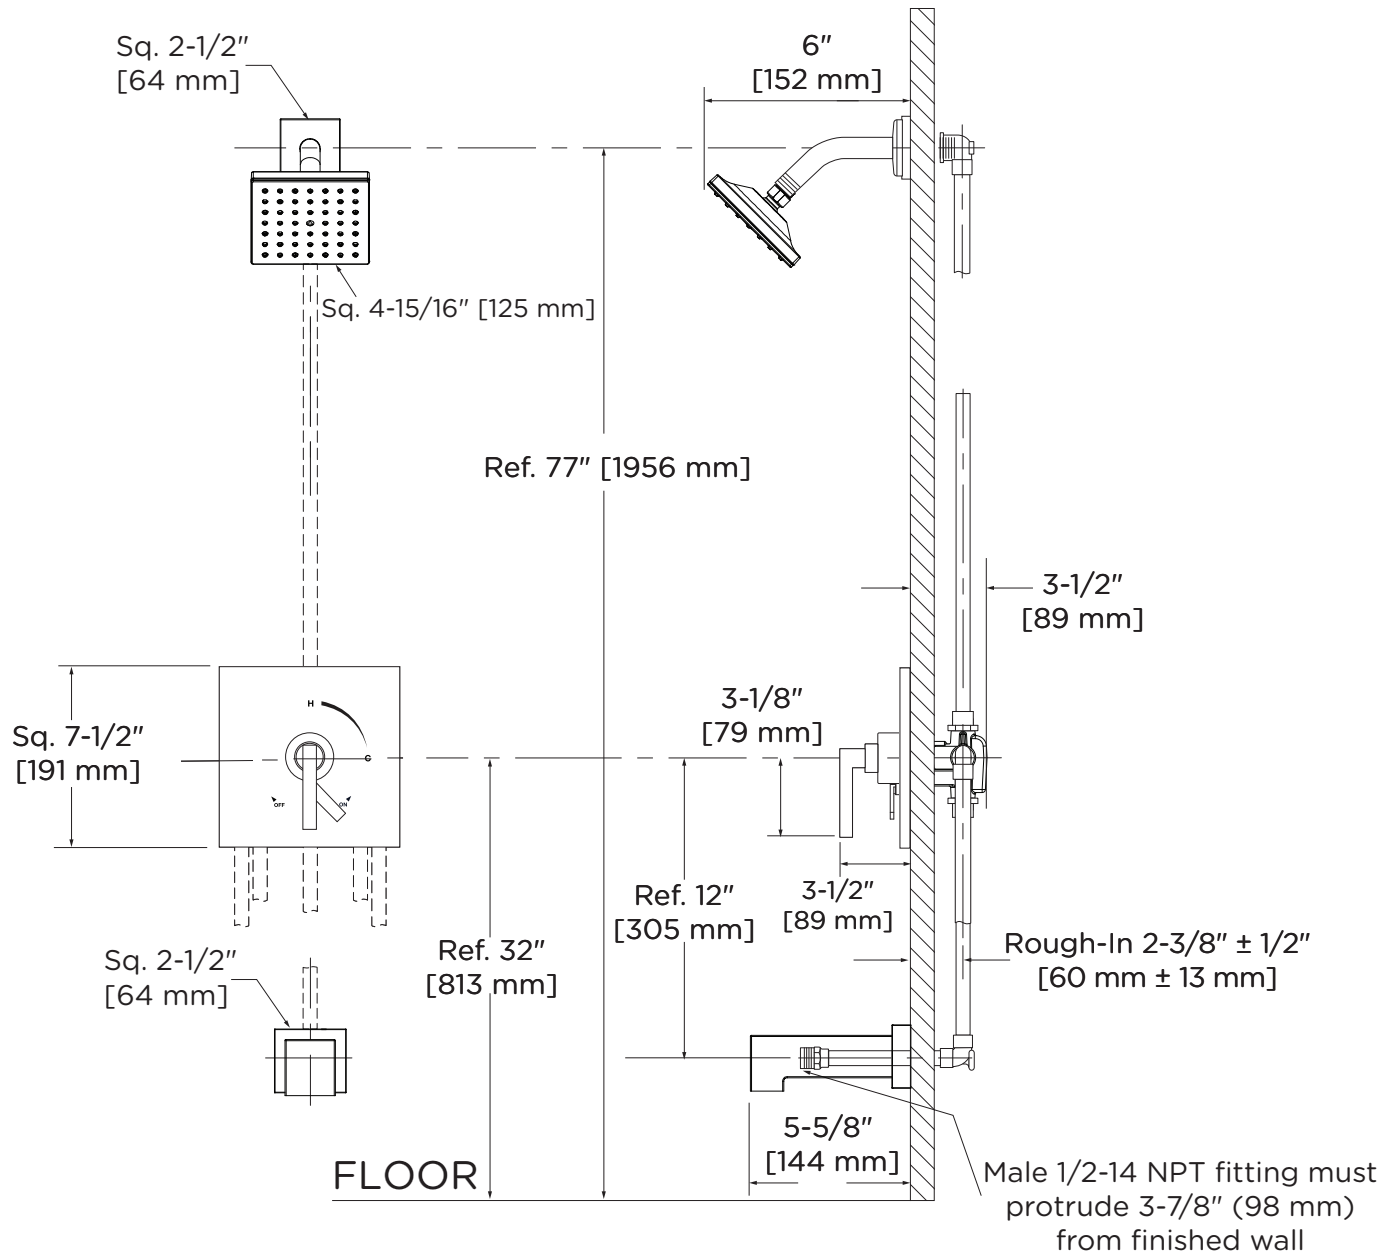 Sq. 2-1/2"
[64 mm]
6"
[152 mm]
Sq. 4-15/16" [125 mm]
Ref. 77" [1956 mm]
3-1/2"
[89 mm]
H
C
OFF
ON
Sq. 7-1/2"
[191 mm]
3-1/8"
[79 mm]
3-1/2"
[89 mm]
Ref. 12"
[305 mm]
Ref. 32"
[813 mm]
Rough-In 2-3/8" ± 1/2"
[60 mm ± 13 mm]
Sq. 2-1/2"
[64 mm]
5-5/8"
[144 mm]
FLOOR
Male 1/2-14 NPT fitting must
protrude 3-7/8" (98 mm)
from finished wall